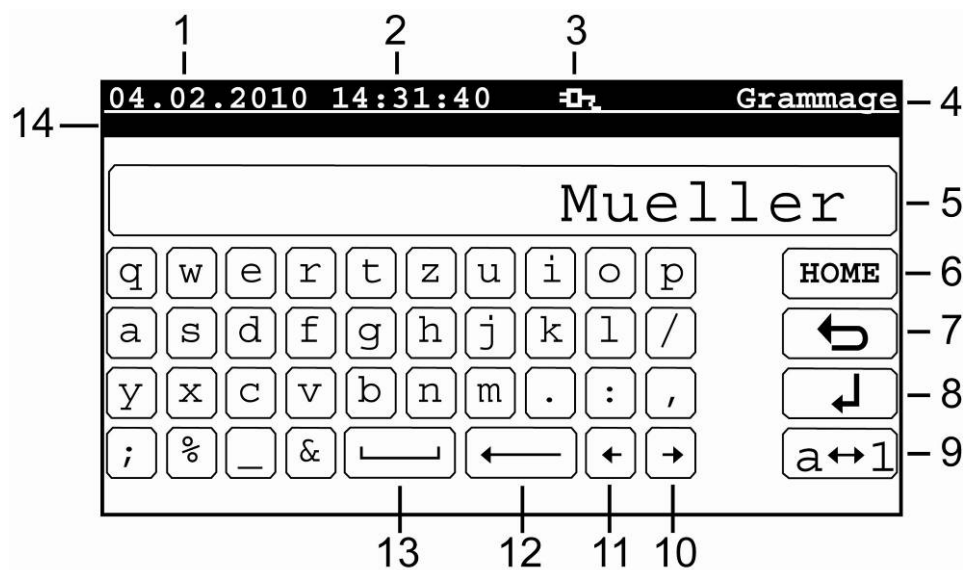 1 2 3
04.02.2010 14:31:40 Grammage 4
14
Mueller 5
q w e r t z u i o p HOME 6
a s d f g h j k l / 7
y x c v b n m . : , 8
; % _ & ← ← → a↔1 9
13 12 11 10